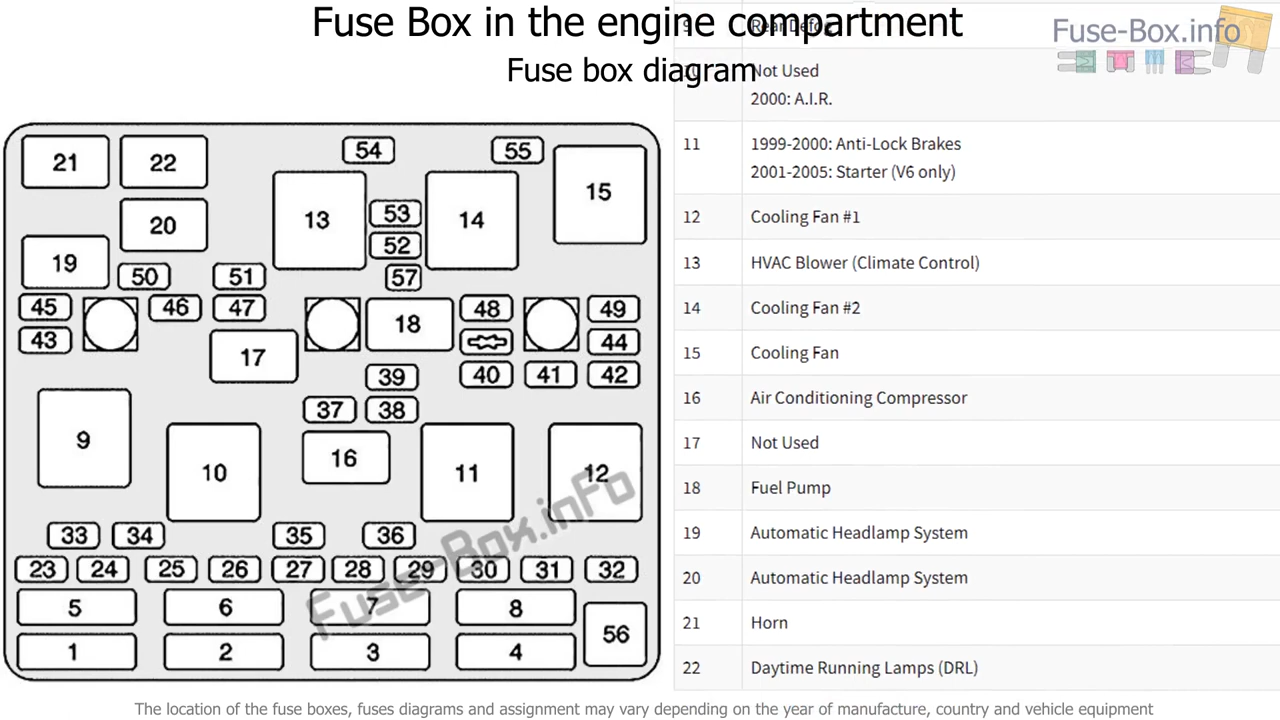 Fuse Box in the engine compartment
Fuse box diagram
Fuse-Box.info
21 22 54 55
15
13 53 14
20 52
19 50 51 57
45 46 47 18 48 49
43 17 44
39 40 41 42
37 38
9 10 16 11 12
33 34 35 36
23 24 25 26 27 28 29 30 31 32
5 6 7 8
56
1 2 3 4
Fuse-Box.inFo
9 Rear Defog
10 Not Used
2000: A.I.R.
11 1999-2000: Anti-Lock Brakes
2001-2005: Starter (V6 only)
12 Cooling Fan #1
13 HVAC Blower (Climate Control)
14 Cooling Fan #2
15 Cooling Fan
16 Air Conditioning Compressor
17 Not Used
18 Fuel Pump
19 Automatic Headlamp System
20 Automatic Headlamp System
21 Horn
22 Daytime Running Lamps (DRL)
The location of the fuse boxes, fuses diagrams and assignment may vary depending on the year of manufacture, country and vehicle equipment